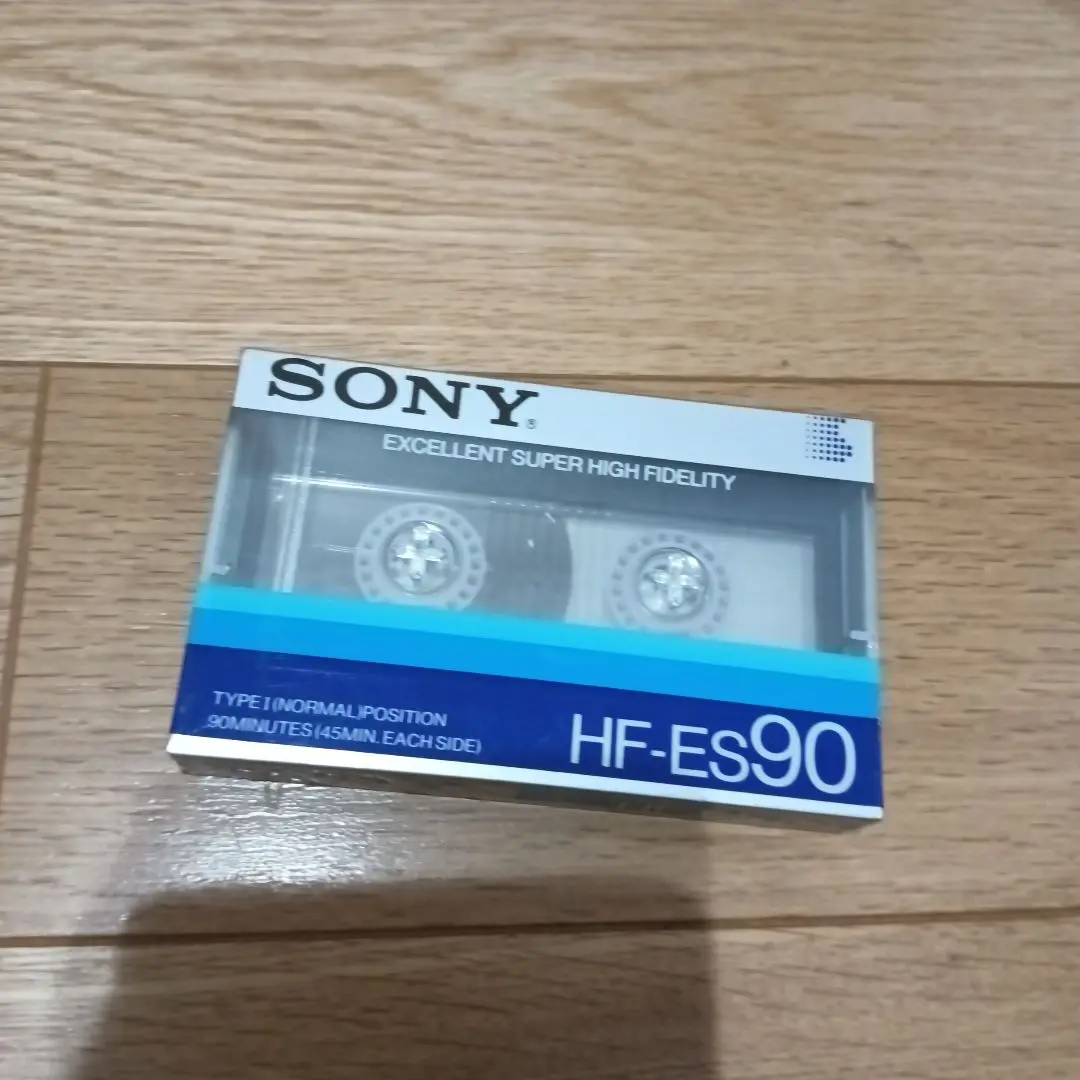 SONY®
EXCELLENT SUPER HIGH FIDELITY
TYPE I (NORMAL) POSITION
90MINUTES (45MIN. EACH SIDE)
HF-ES90